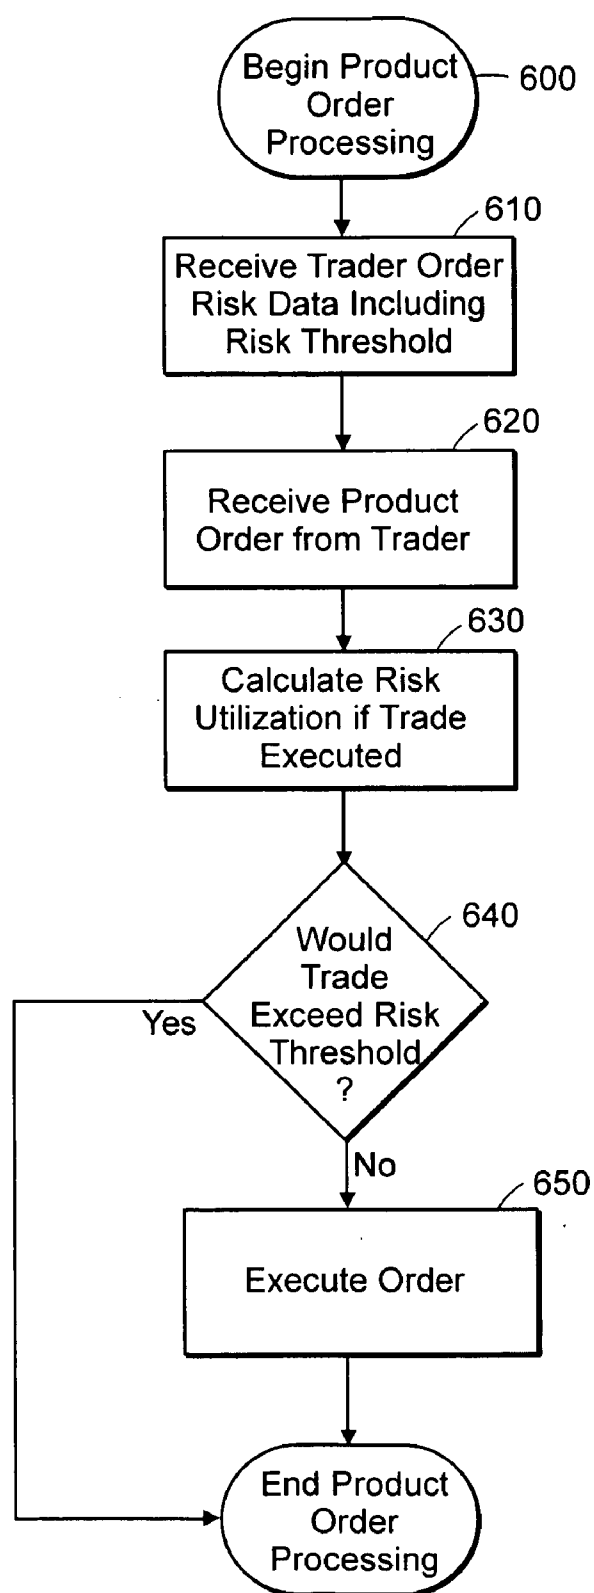 Begin Product
Order
Processing
600
610
Receive Trader Order
Risk Data Including
Risk Threshold
620
Receive Product
Order from Trader
630
Calculate Risk
Utilization if Trade
Executed
640
Would
Trade
Exceed Risk
Threshold
?
Yes
No
650
Execute Order
End Product
Order
Processing